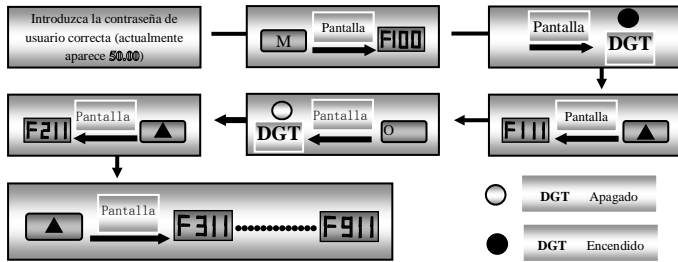 Introduzca la contraseña de
usuario correcta (actualmente
aparece 50.00)
M
Pantalla
F100
Pantalla
DGT
F211
Pantalla
▲
DGT
Pantalla
O
F111
Pantalla
▲
▲
Pantalla
F311
F911
DGT Apagado
DGT Encendido